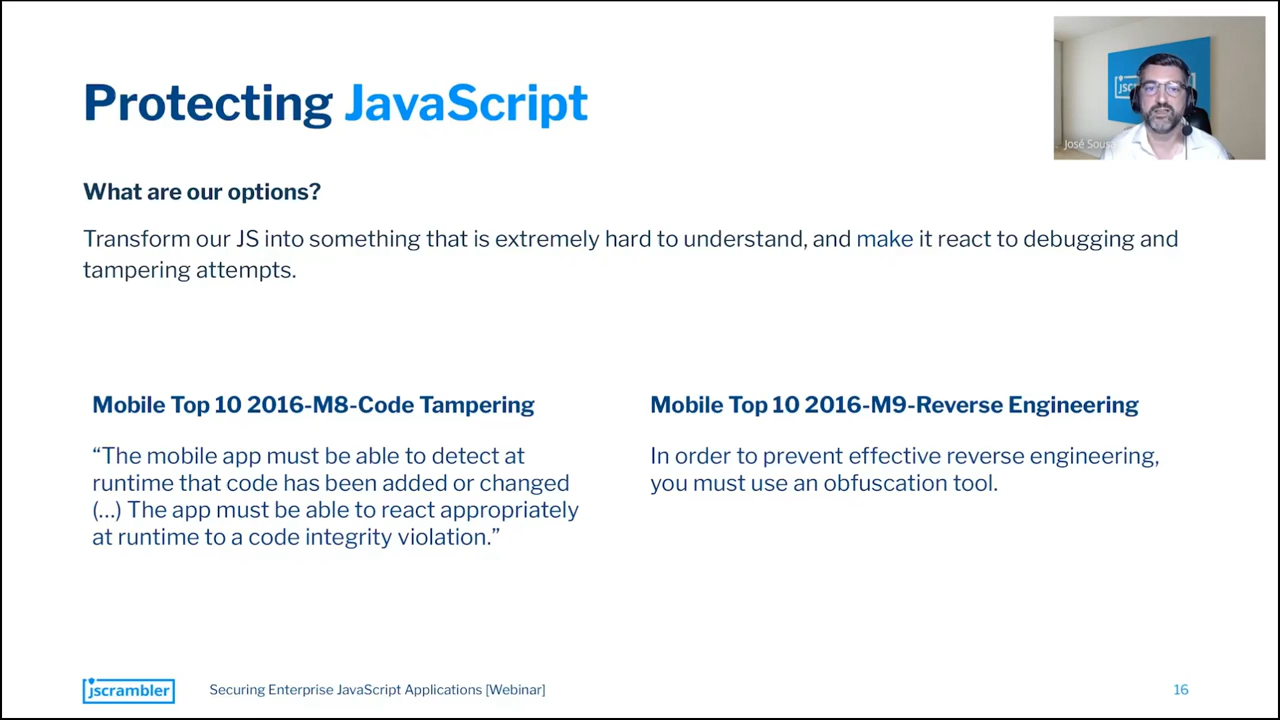 Protecting JavaScript
jsc
José Sousa
What are our options?
Transform our JS into something that is extremely hard to understand, and make it react to debugging and
tampering attempts.
Mobile Top 10 2016-M8-Code Tampering
“The mobile app must be able to detect at
runtime that code has been added or changed
(...) The app must be able to react appropriately
at runtime to a code integrity violation.”
Mobile Top 10 2016-M9-Reverse Engineering
In order to prevent effective reverse engineering,
you must use an obfuscation tool.
jscrambler
Securing Enterprise JavaScript Applications [Webinar]
16